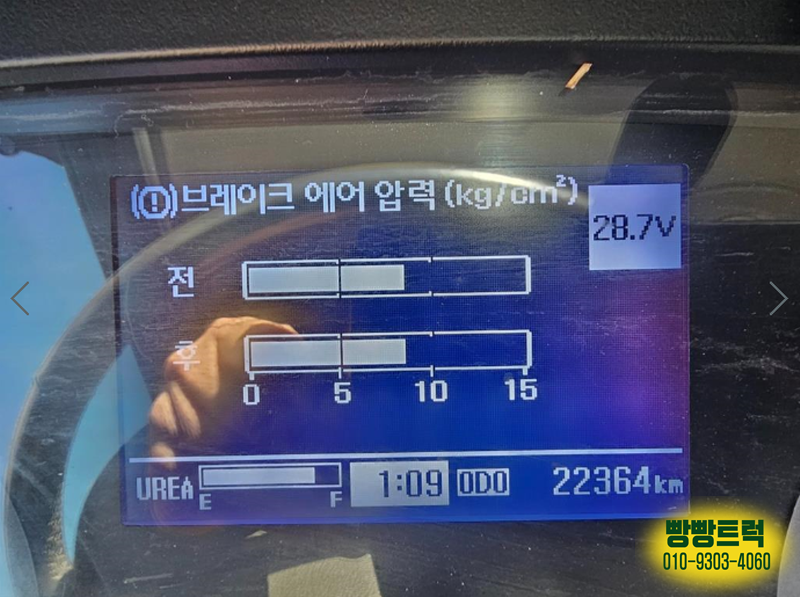 (!)브레이크 에어 압력(kg/cm²)
28.7V
전
후
0 5 10 15
UREA E F 1:09 ODO 22364km
빵빵트럭
010-9303-4060